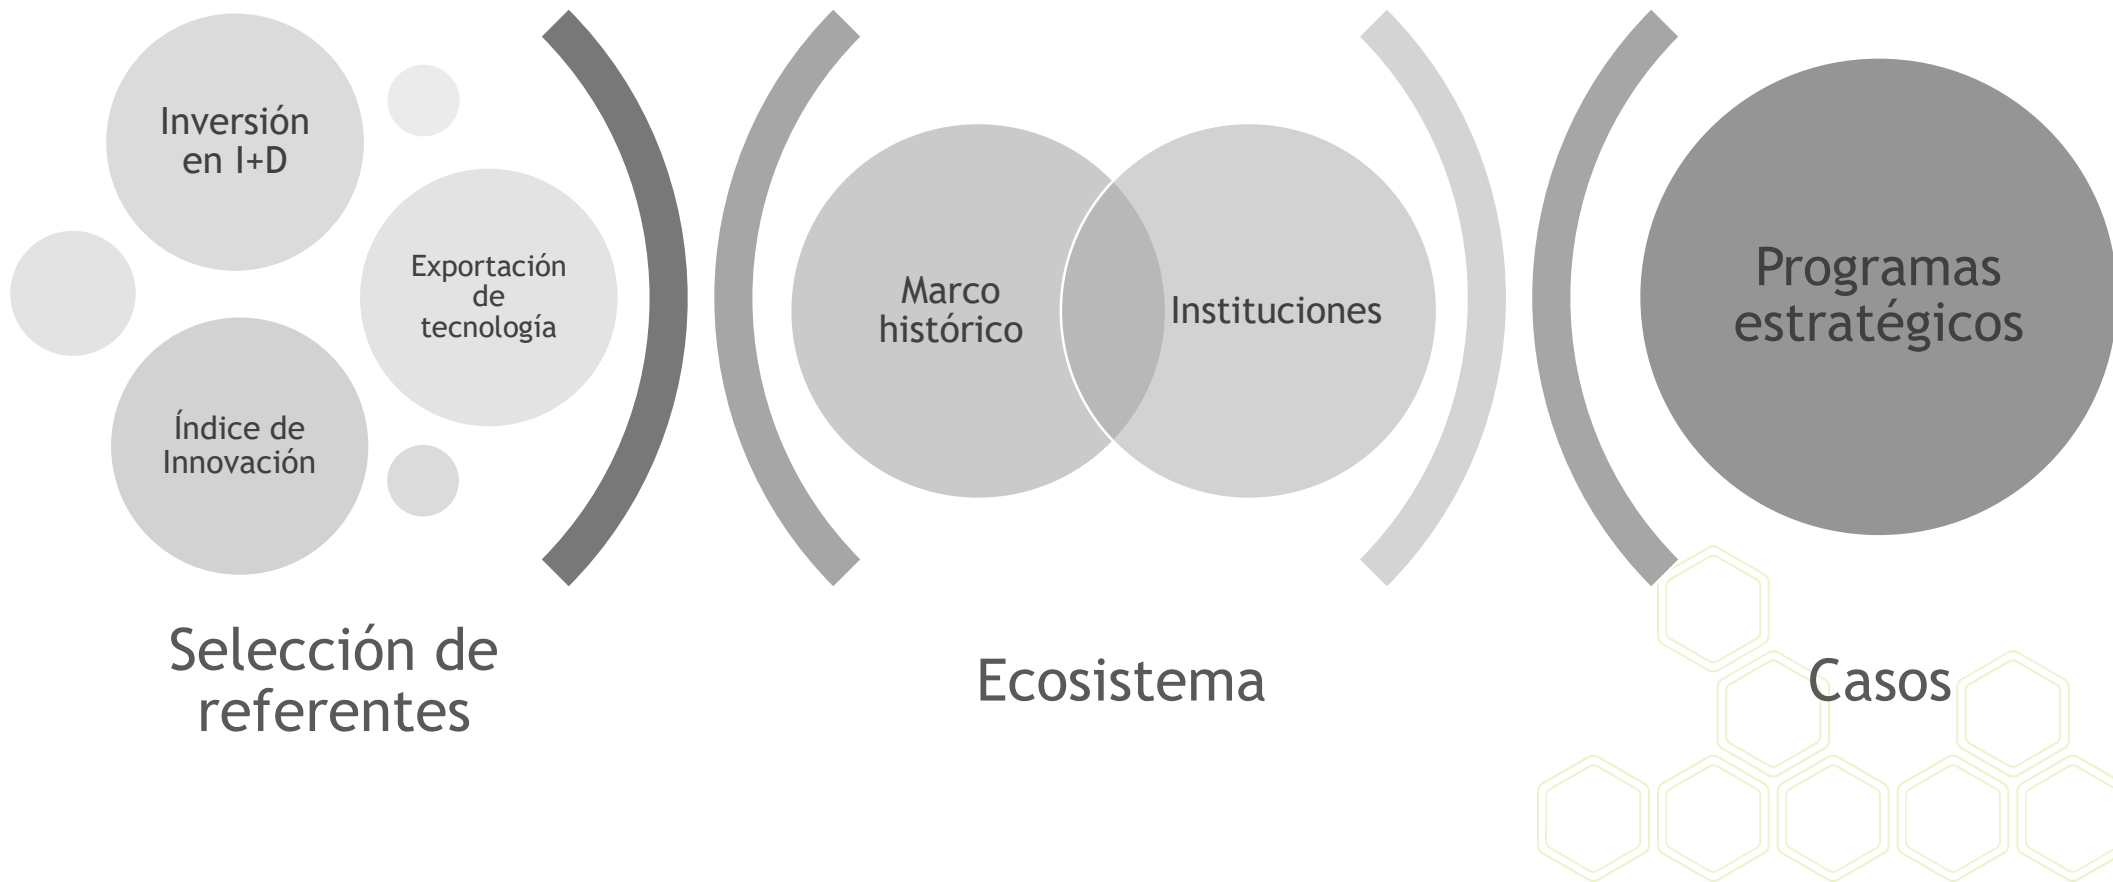 Inversión
en I+D
Exportación
de
tecnología
Índice de
Innovación
Selección de
referentes
Marco
histórico
Instituciones
Ecosistema
Programas
estratégicos
Casos